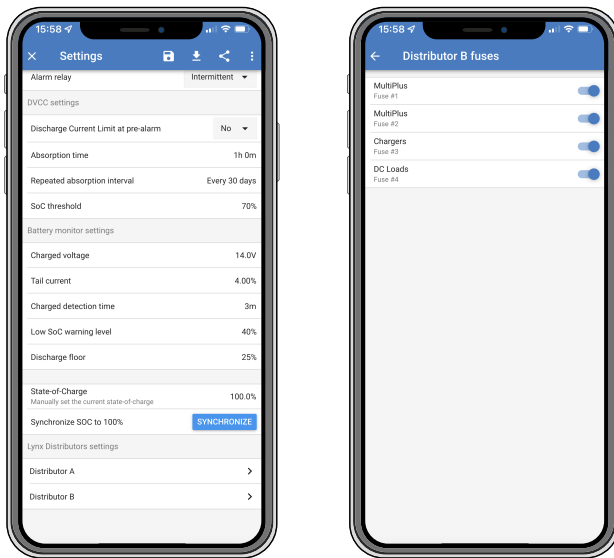 15:58
Settings
Alarm relay Intermittent
DVCC settings
Discharge Current Limit at pre-alarm No
Absorption time 1h 0m
Repeated absorption interval Every 30 days
SoC threshold 70%
Battery monitor settings
Charged voltage 14.0V
Tail current 4.00%
Charged detection time 3m
Low SoC warning level 40%
Discharge floor 25%
State-of-Charge 100.0%
Manually set the current state-of-charge
Synchronize SOC to 100% SYNCHRONIZE
Lynx Distributors settings
Distributor A
Distributor B
15:58
Distributor B fuses
MultiPlus
Fuse #1
MultiPlus
Fuse #2
Chargers
Fuse #3
DC Loads
Fuse #4